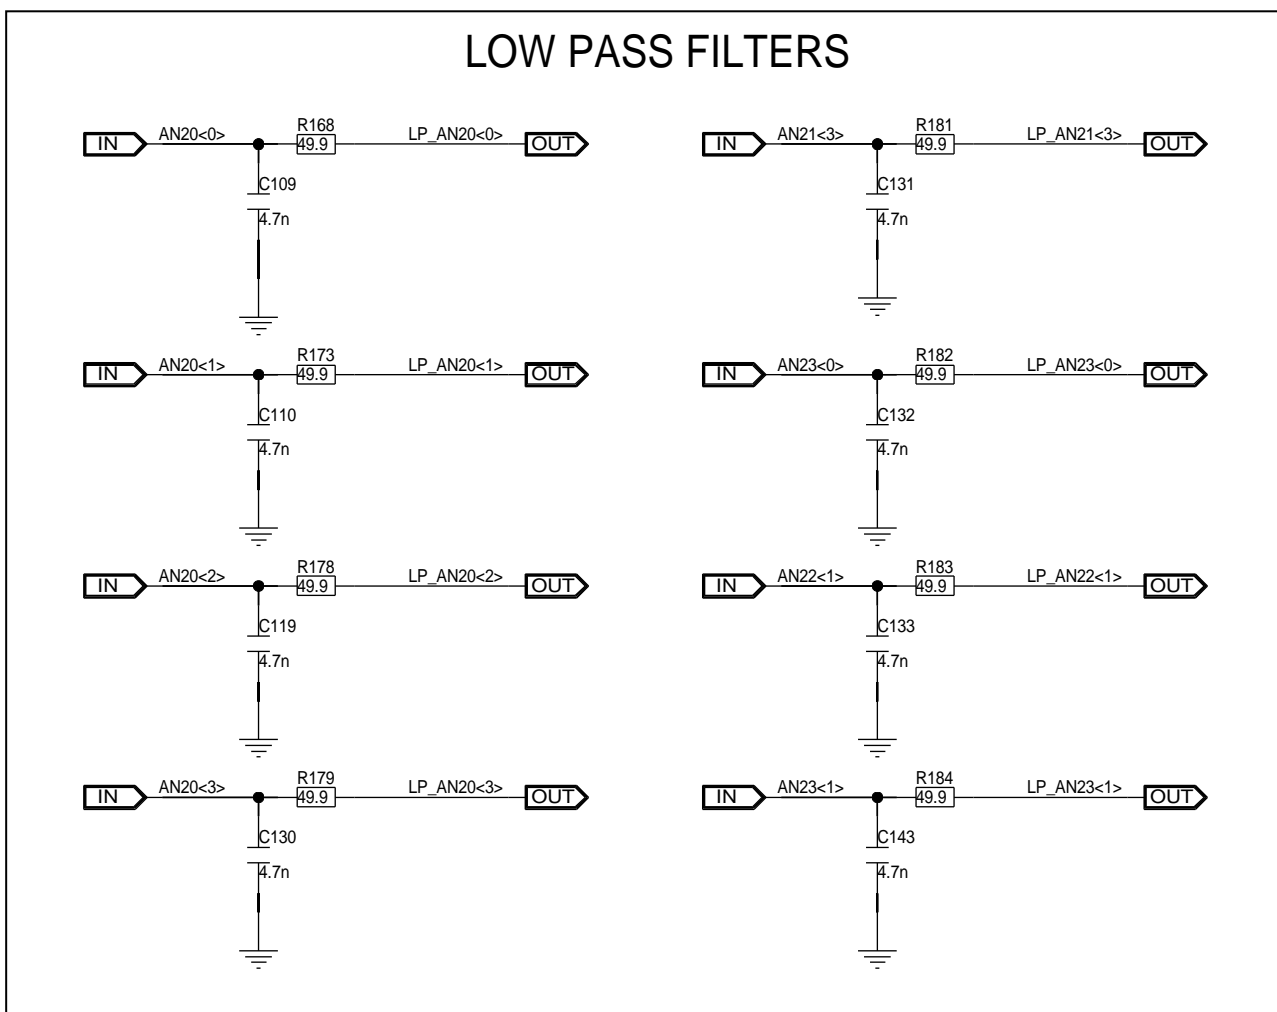 LOW PASS FILTERS
IN AN20<0> R168 49.9 LP_AN20<0> OUT
C109
4.7n
IN AN21<3> R181 49.9 LP_AN21<3> OUT
C131
4.7n
IN AN20<1> R173 49.9 LP_AN20<1> OUT
C110
4.7n
IN AN23<0> R182 49.9 LP_AN23<0> OUT
C132
4.7n
IN AN20<2> R178 49.9 LP_AN20<2> OUT
C119
4.7n
IN AN22<1> R183 49.9 LP_AN22<1> OUT
C133
4.7n
IN AN20<3> R179 49.9 LP_AN20<3> OUT
C130
4.7n
IN AN23<1> R184 49.9 LP_AN23<1> OUT
C143
4.7n